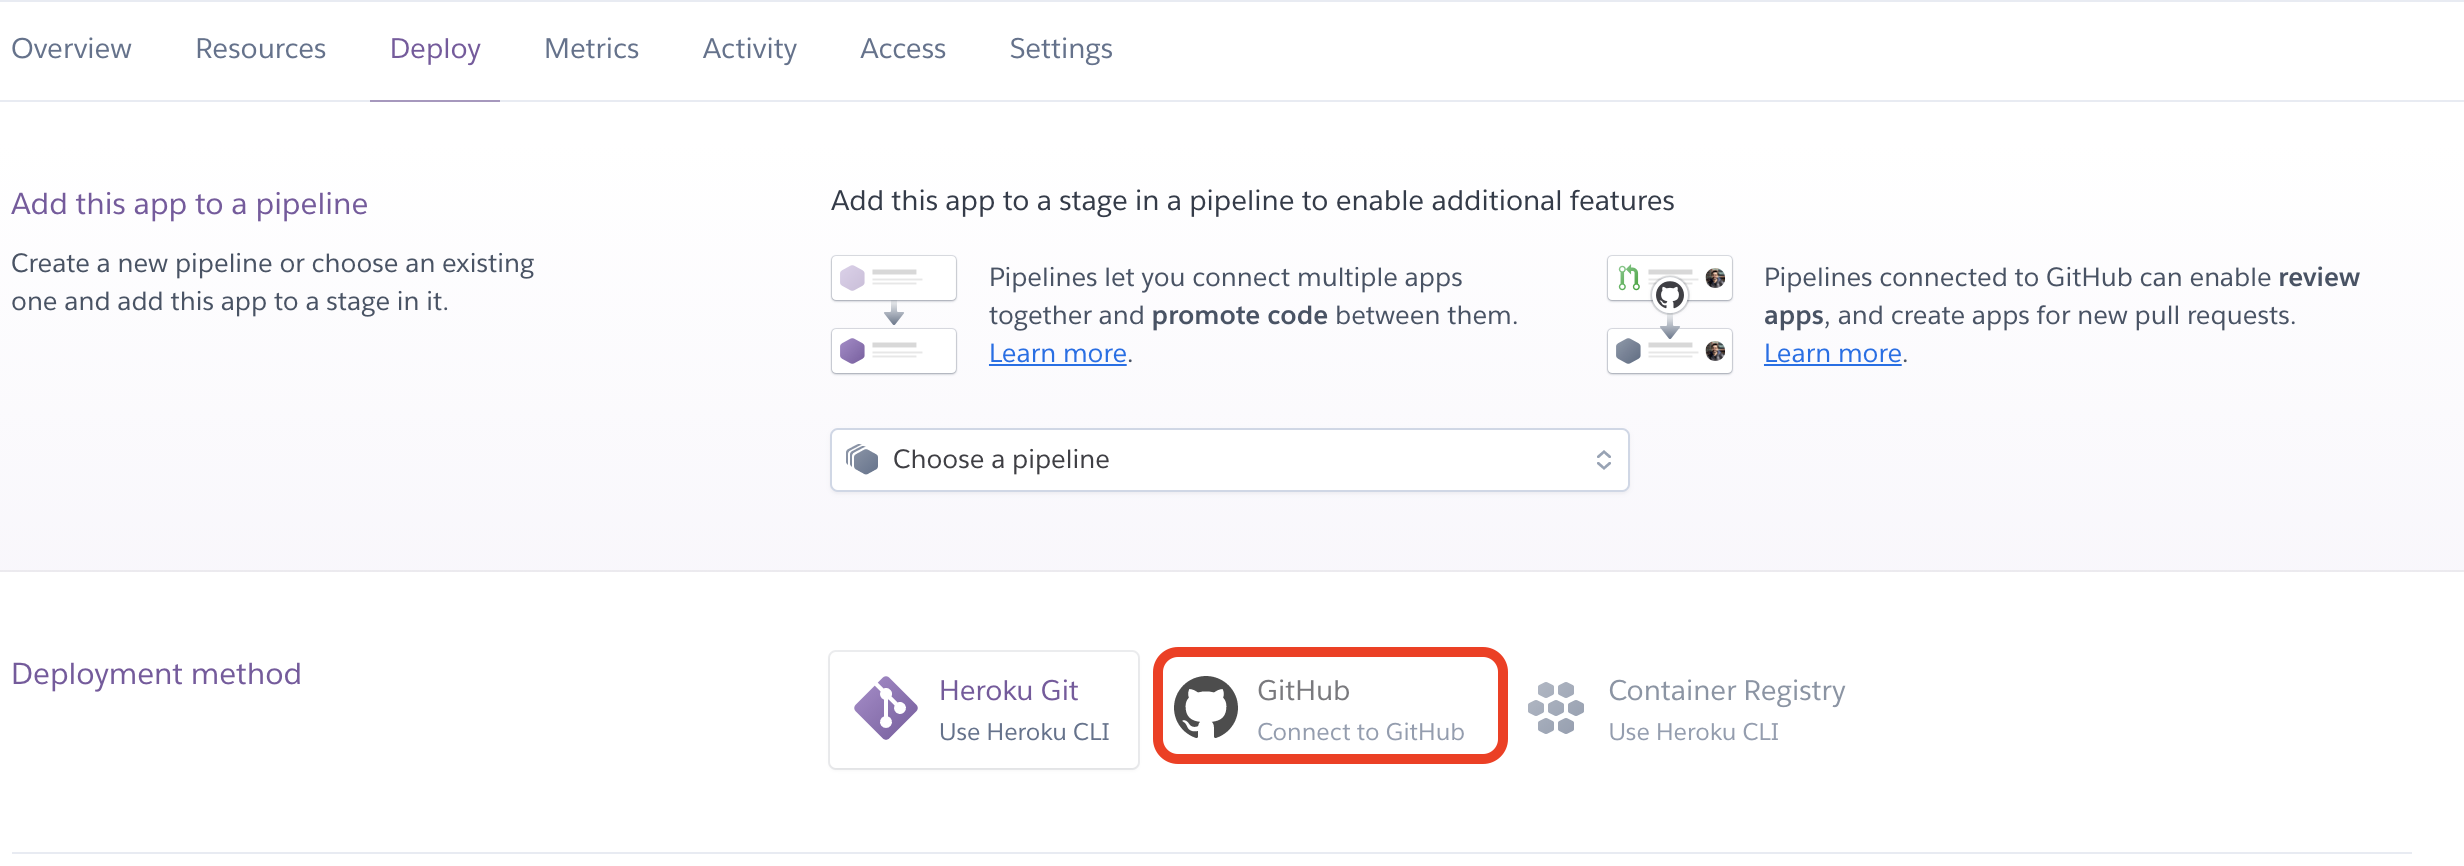 Overview Resources Deploy Metrics Activity Access Settings
Add this app to a pipeline
Create a new pipeline or choose an existing
one and add this app to a stage in it.
Add this app to a stage in a pipeline to enable additional features
Pipelines let you connect multiple apps
together and promote code between them.
Learn more.
Pipelines connected to GitHub can enable review
apps, and create apps for new pull requests.
Learn more.
Choose a pipeline
Deployment method
Heroku Git
Use Heroku CLI
GitHub
Connect to GitHub
Container Registry
Use Heroku CLI